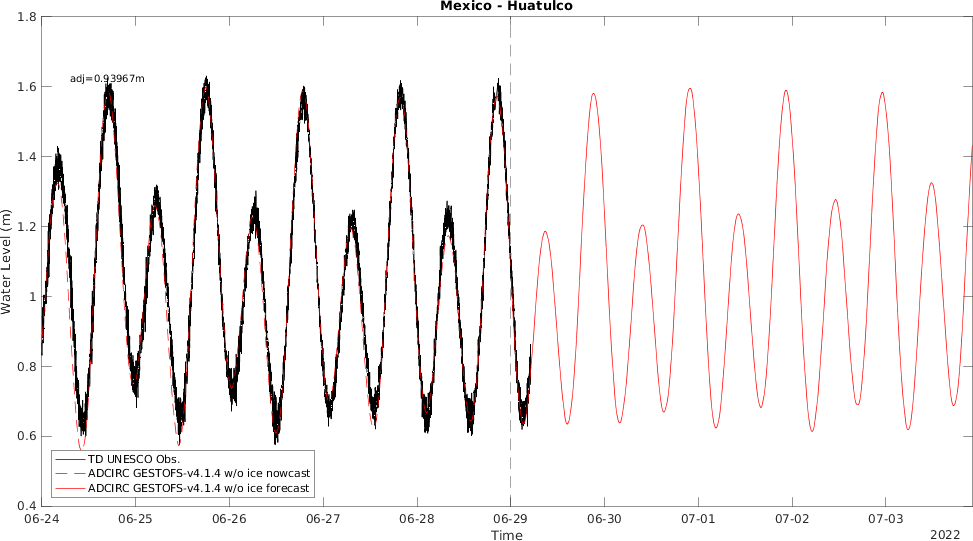 Mexico - Huatulco
1.8
1.6
1.4
1.2
1
0.8
0.6
0.4
Water Level (m)
adj=0.93967m
TD UNESCO Obs.
ADCIRC GESTOFS-v4.1.4 w/o ice nowcast
ADCIRC GESTOFS-v4.1.4 w/o ice forecast
06-24 06-25 06-26 06-27 06-28 06-29 06-30 07-01 07-02 07-03
Time
2022